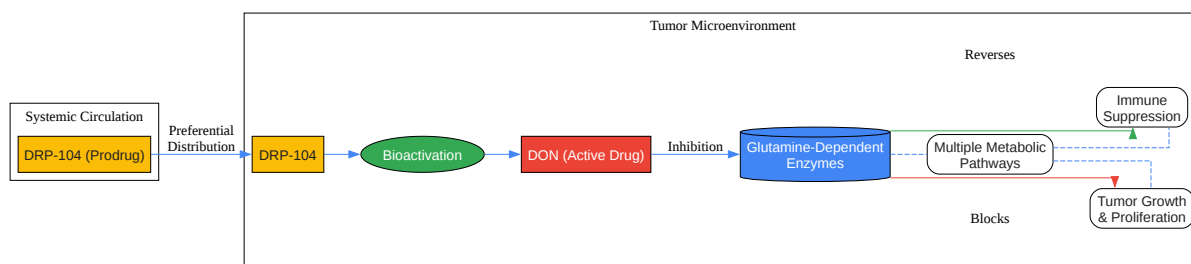 Tumor Microenvironment
Reverses
Systemic Circulation
DRP-104 (Prodrug)
Preferential
Distribution
DRP-104
Bioactivation
DON (Active Drug)
Inhibition
Glutamine-Dependent
Enzymes
Multiple Metabolic
Pathways
Immune
Suppression
Tumor Growth
& Proliferation
Blocks